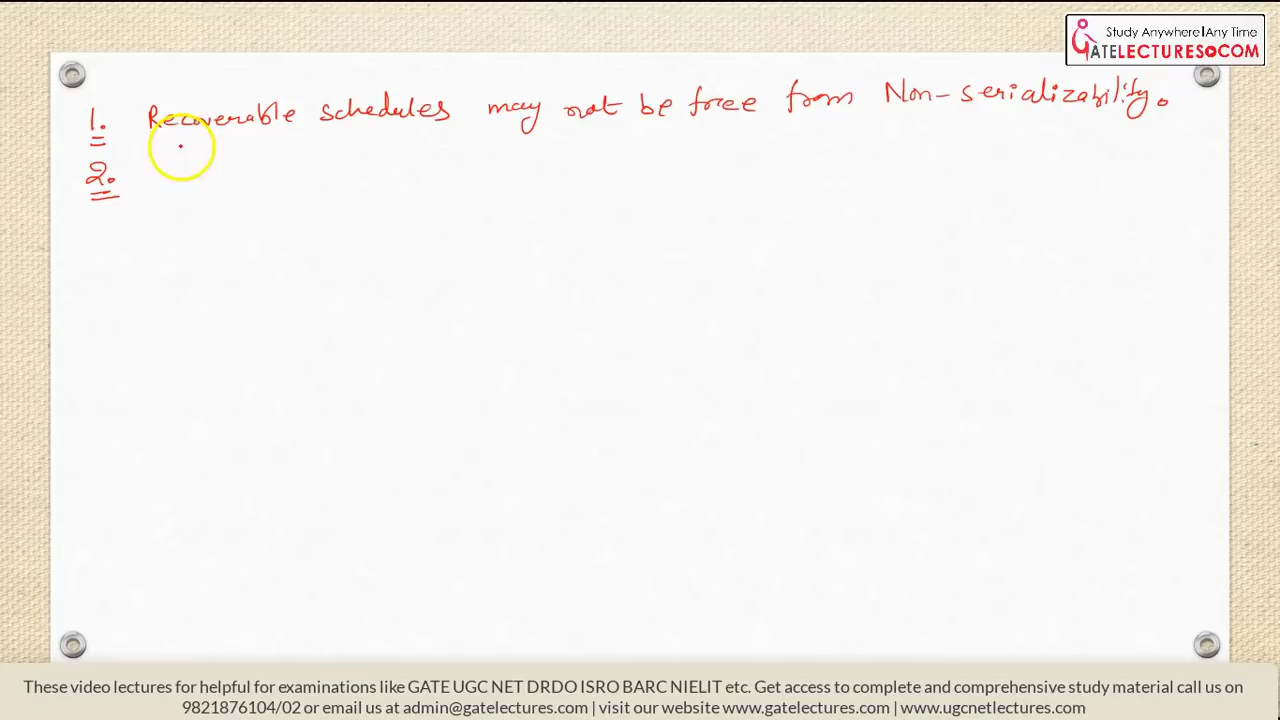 Study Anywhere|Any Time
GATELECTURES.COM
1. Recoverable schedules may not be free from Non-serializability.
2.
These video lectures for helpful for examinations like GATE UGC NET DRDO ISRO BARC NIELIT etc. Get access to complete and comprehensive study material call us on
9821876104/02 or email us at admin@gatelectures.com | visit our website www.gatelectures.com | www.ugcnetlectures.com